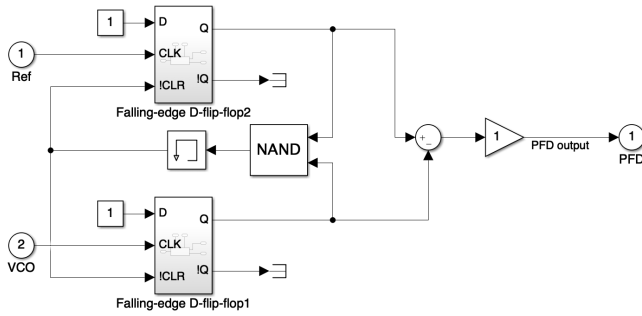 1
D
Q
1
CLK
Ref
!CLR
!Q
Falling-edge D-flip-flop2
NAND
+
−
1
PFD output
1
PFD
1
D
Q
2
CLK
VCO
!CLR
!Q
Falling-edge D-flip-flop1